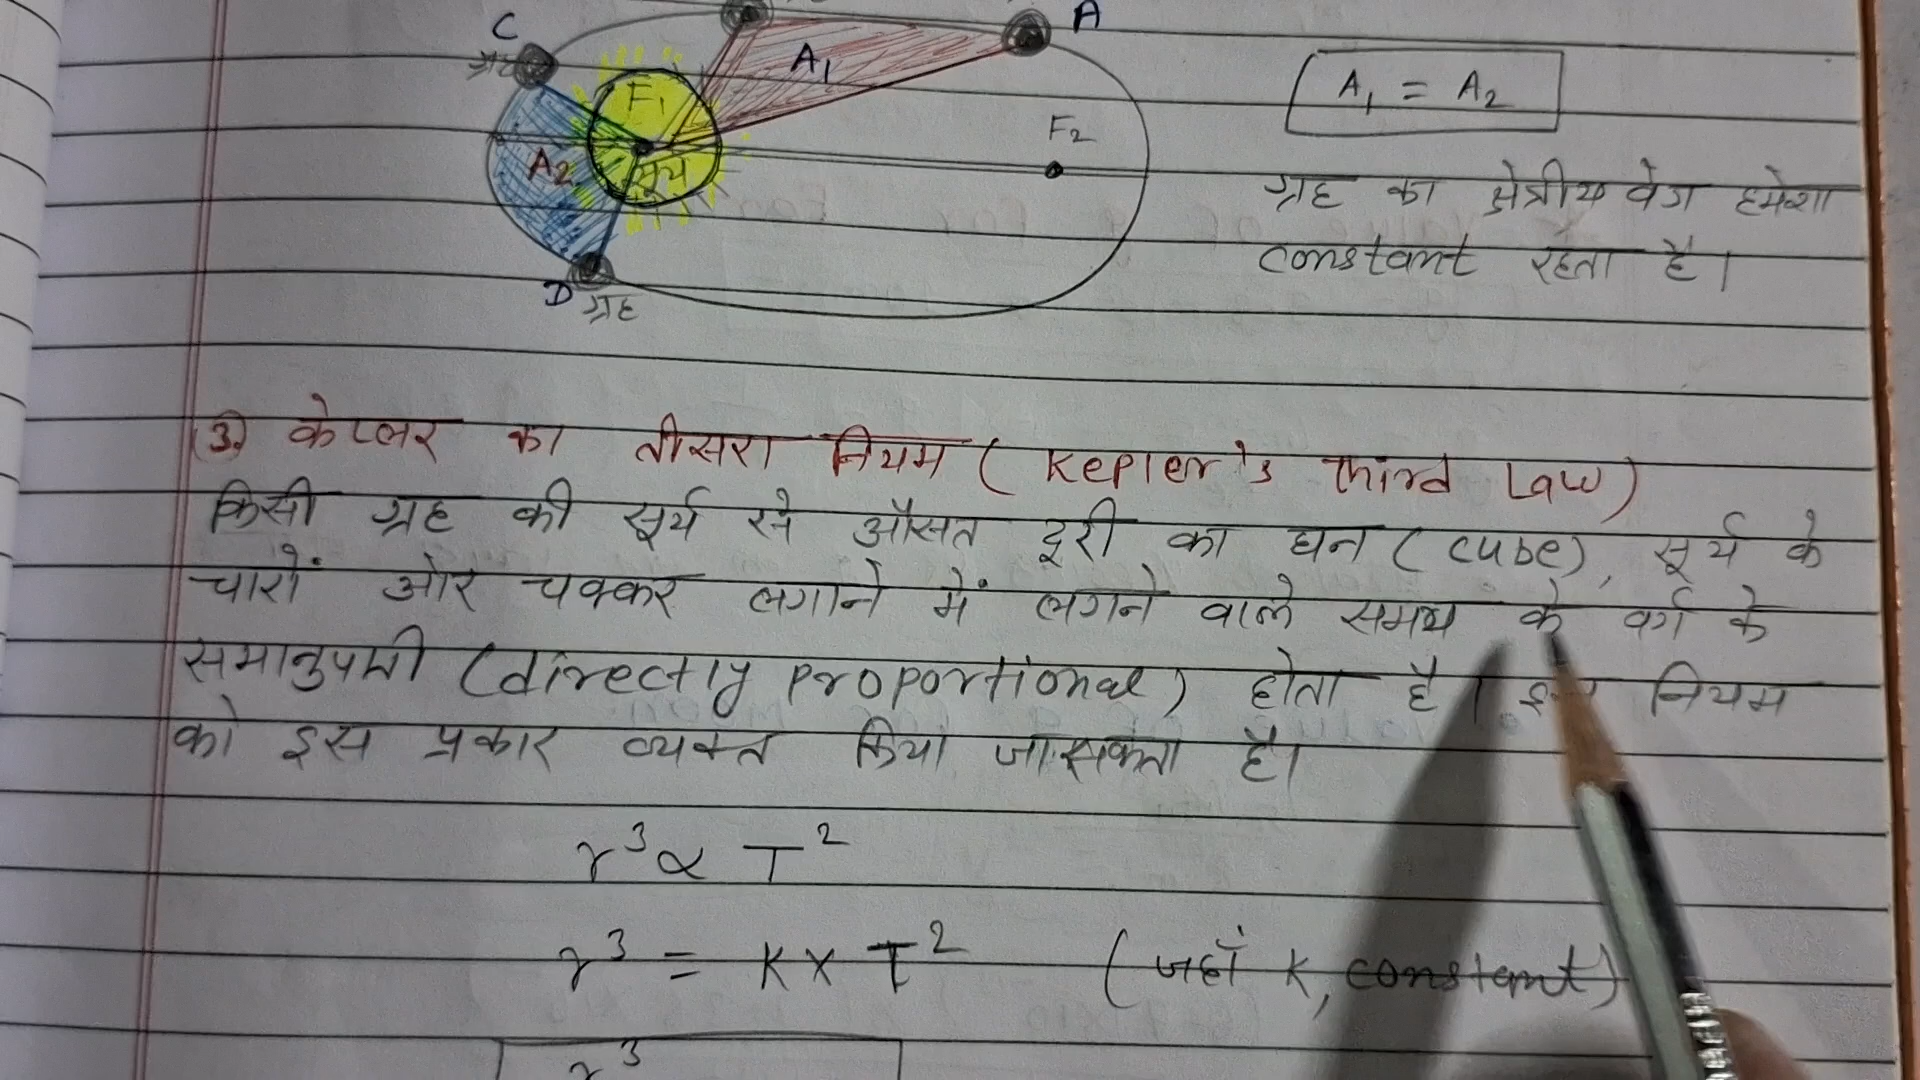 C
A
ग्रह
A₁
F₁
A₁ = A₂
F₂
A₂
सूर्य
ग्रह का क्षेत्रीय वेग हमेशा
constant रहता है।
D
ग्रह
(3) केप्लर का तीसरा नियम (Kepler's Third Law)
किसी ग्रह की सूर्य से औसत दूरी का घन (cube), सूर्य के
चारों ओर चक्कर लगाने में लगने वाले समय के वर्ग के
समानुपाती (directly proportional) होता है। इस नियम
को इस प्रकार व्यक्त किया जा सकता है।
r³ ∝ T²
r³ = K × T² (जहाँ K, constant)
r³